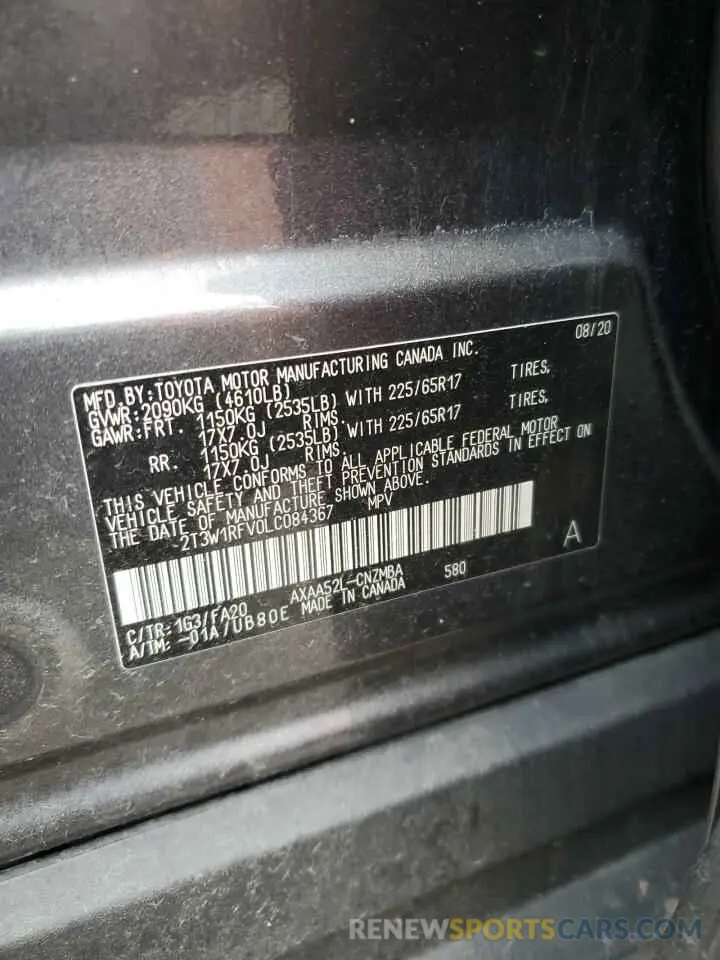 08/20
MFD.BY:TOYOTA MOTOR MANUFACTURING CANADA INC.
GVWR:2090KG (4610LB)
GAWR:FRT. 1150KG (2535LB) WITH 225/65R17 TIRES,
17X7.0J RIMS.
RR. 1150KG (2535LB) WITH 225/65R17 TIRES,
17X7.0J RIMS.
THIS VEHICLE CONFORMS TO ALL APPLICABLE FEDERAL MOTOR
VEHICLE SAFETY AND THEFT PREVENTION STANDARDS IN EFFECT ON
THE DATE OF MANUFACTURE SHOWN ABOVE.
2T3W1RFV0LC084367 MPV
A
C/TR:1G3/FA20 AXAA52L-CNZMBA 580
A/TM:-01A/UB80E MADE IN CANADA
RENEWSPORTSCARS.COM